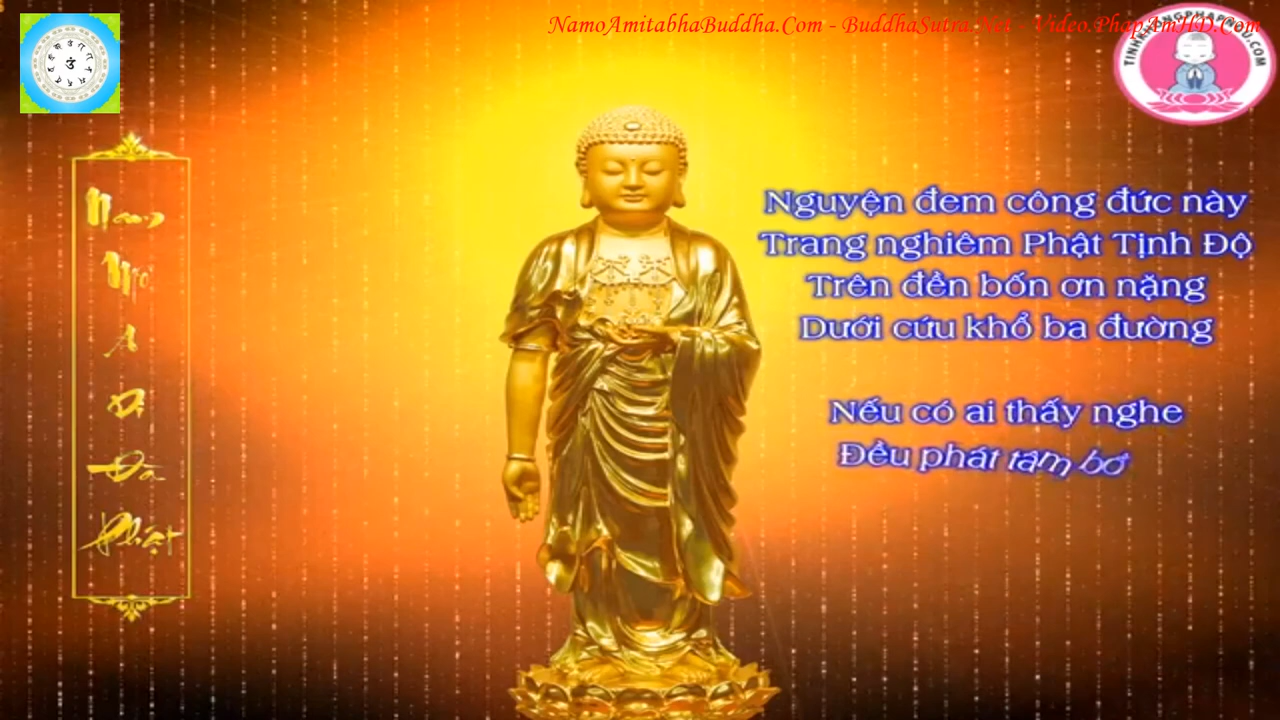 NamoAmitabhaBuddha.Com - BuddhaSutra.Net - Video.PhapAmHD.Com
Nam
Mô
A
Di
Đà
Phật
Nguyện đem công đức này
Trang nghiêm Phật Tịnh Độ
Trên đền bốn ơn nặng
Dưới cứu khổ ba đường
Nếu có ai thấy nghe
Đều phát tâm bơ